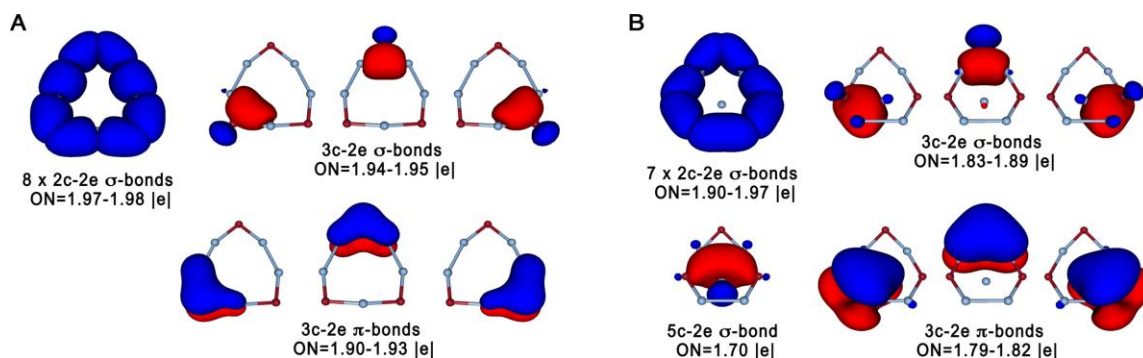 A
8 x 2c-2e σ-bonds
ON=1.97-1.98 |e|
3c-2e σ-bonds
ON=1.94-1.95 |e|
3c-2e π-bonds
ON=1.90-1.93 |e|
B
7 x 2c-2e σ-bonds
ON=1.90-1.97 |e|
3c-2e σ-bonds
ON=1.83-1.89 |e|
5c-2e σ-bond
ON=1.70 |e|
3c-2e π-bonds
ON=1.79-1.82 |e|